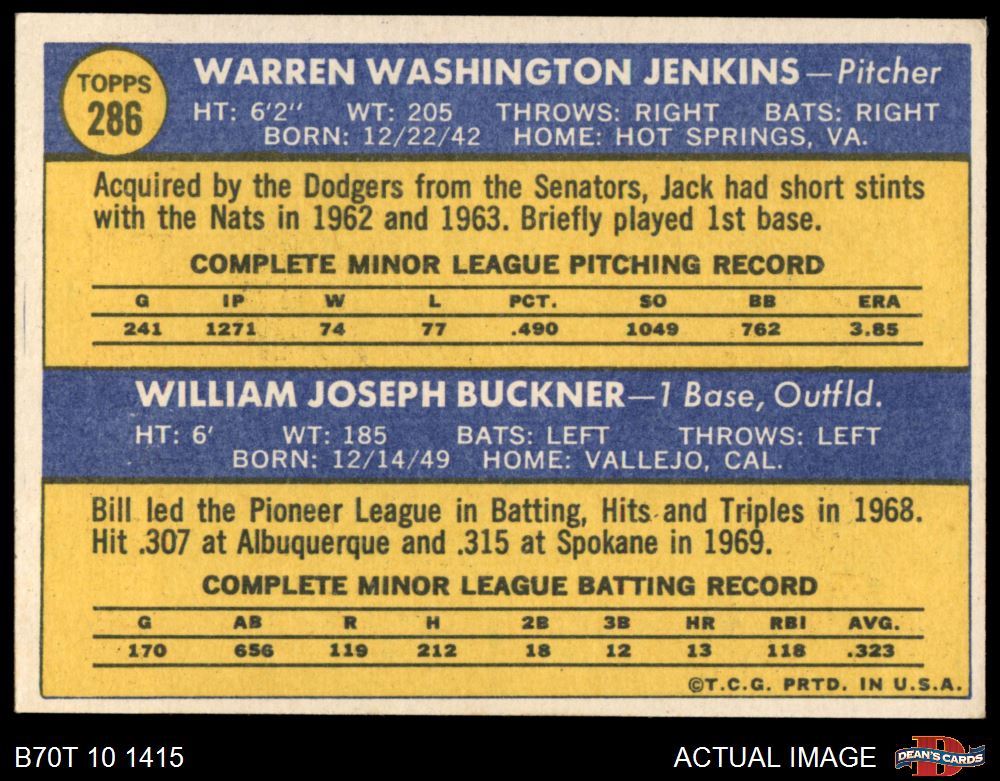 TOPPS
286
WARREN WASHINGTON JENKINS—Pitcher
HT: 6'2" WT: 205 THROWS: RIGHT BATS: RIGHT
BORN: 12/22/42 HOME: HOT SPRINGS, VA.
Acquired by the Dodgers from the Senators, Jack had short stints
with the Nats in 1962 and 1963. Briefly played 1st base.
COMPLETE MINOR LEAGUE PITCHING RECORD
G IP W L PCT. SO BB ERA
241 1271 74 77 .490 1049 762 3.85
WILLIAM JOSEPH BUCKNER—1 Base, Outfld.
HT: 6' WT: 185 BATS: LEFT THROWS: LEFT
BORN: 12/14/49 HOME: VALLEJO, CAL.
Bill led the Pioneer League in Batting, Hits and Triples in 1968.
Hit .307 at Albuquerque and .315 at Spokane in 1969.
COMPLETE MINOR LEAGUE BATTING RECORD
G AB R H 2B 3B HR RBI AVG.
170 656 119 212 18 12 13 118 .323
©T.C.G. PRTD. IN U.S.A.
B70T 10 1415 ACTUAL IMAGE DEAN'S CARDS